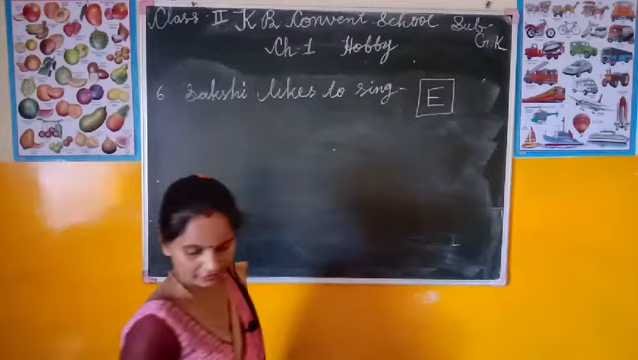 Class - II K R Convent School Sub:-
G.K
Ch.1 Hobby
6 Sakshi likes to sing - E